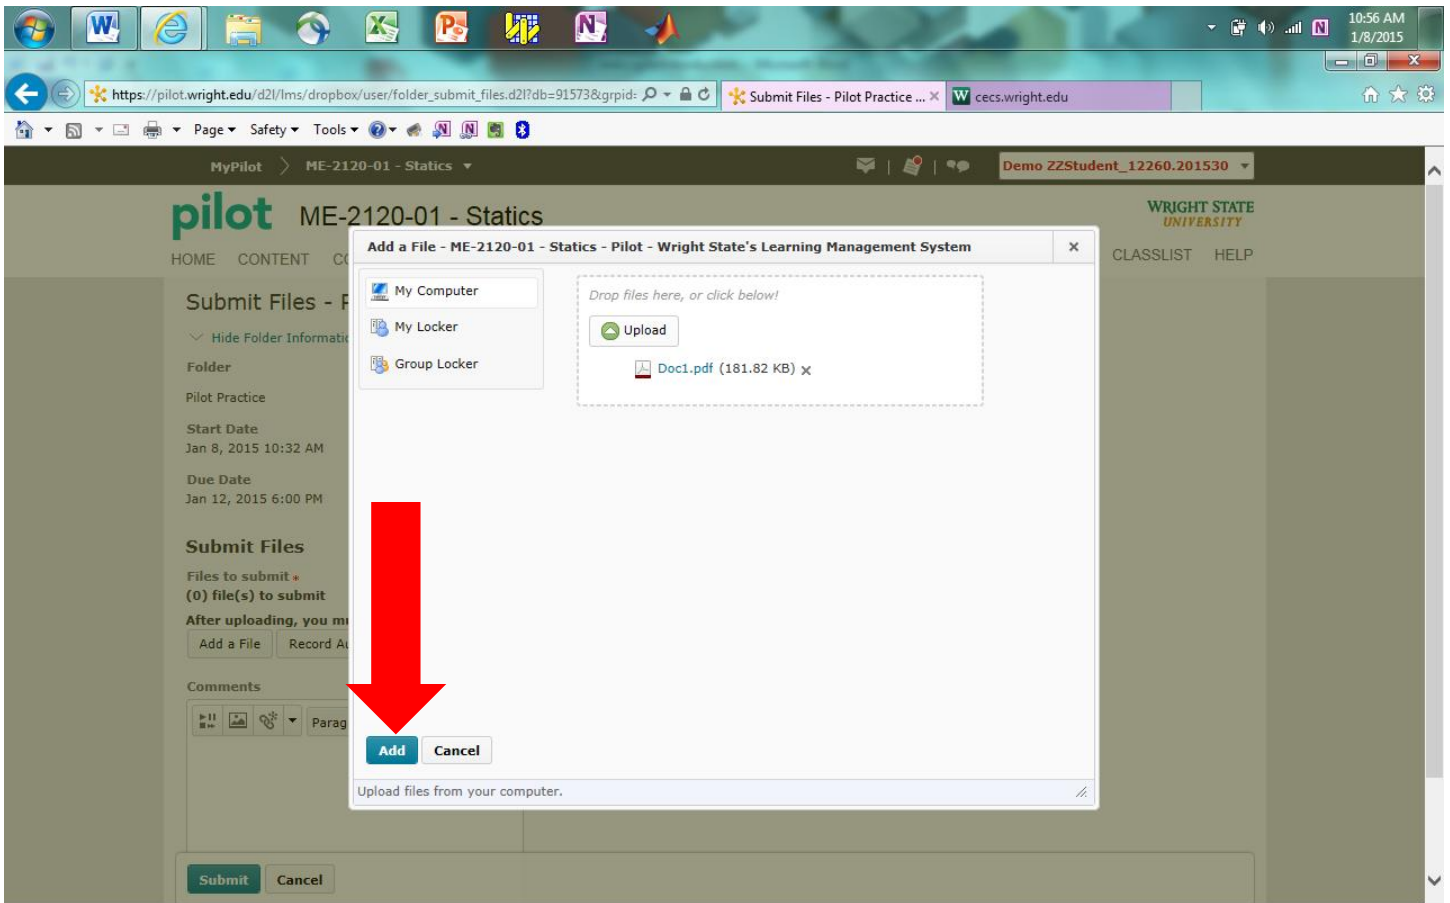 10:56 AM
1/8/2015
https://pilot.wright.edu/d2l/lms/dropbox/user/folder_submit_files.d2l?db=91573&grpid=
Submit Files - Pilot Practice ...
cecs.wright.edu
Page Safety Tools
MyPilot ME-2120-01 - Statics
Demo ZZStudent_12260.201530
pilot ME-2120-01 - Statics
WRIGHT STATE
UNIVERSITY
Add a File - ME-2120-01 - Statics - Pilot - Wright State's Learning Management System
HOME CONTENT CO
CLASSLIST HELP
My Computer
My Locker
Group Locker
Drop files here, or click below!
Upload
Doc1.pdf (181.82 KB)
Submit Files - P
Hide Folder Informatio
Folder
Pilot Practice
Start Date
Jan 8, 2015 10:32 AM
Due Date
Jan 12, 2015 6:00 PM
Submit Files
Files to submit *
(0) file(s) to submit
After uploading, you mu
Add a File Record Au
Comments
Parag
Add Cancel
Upload files from your computer.
Submit Cancel